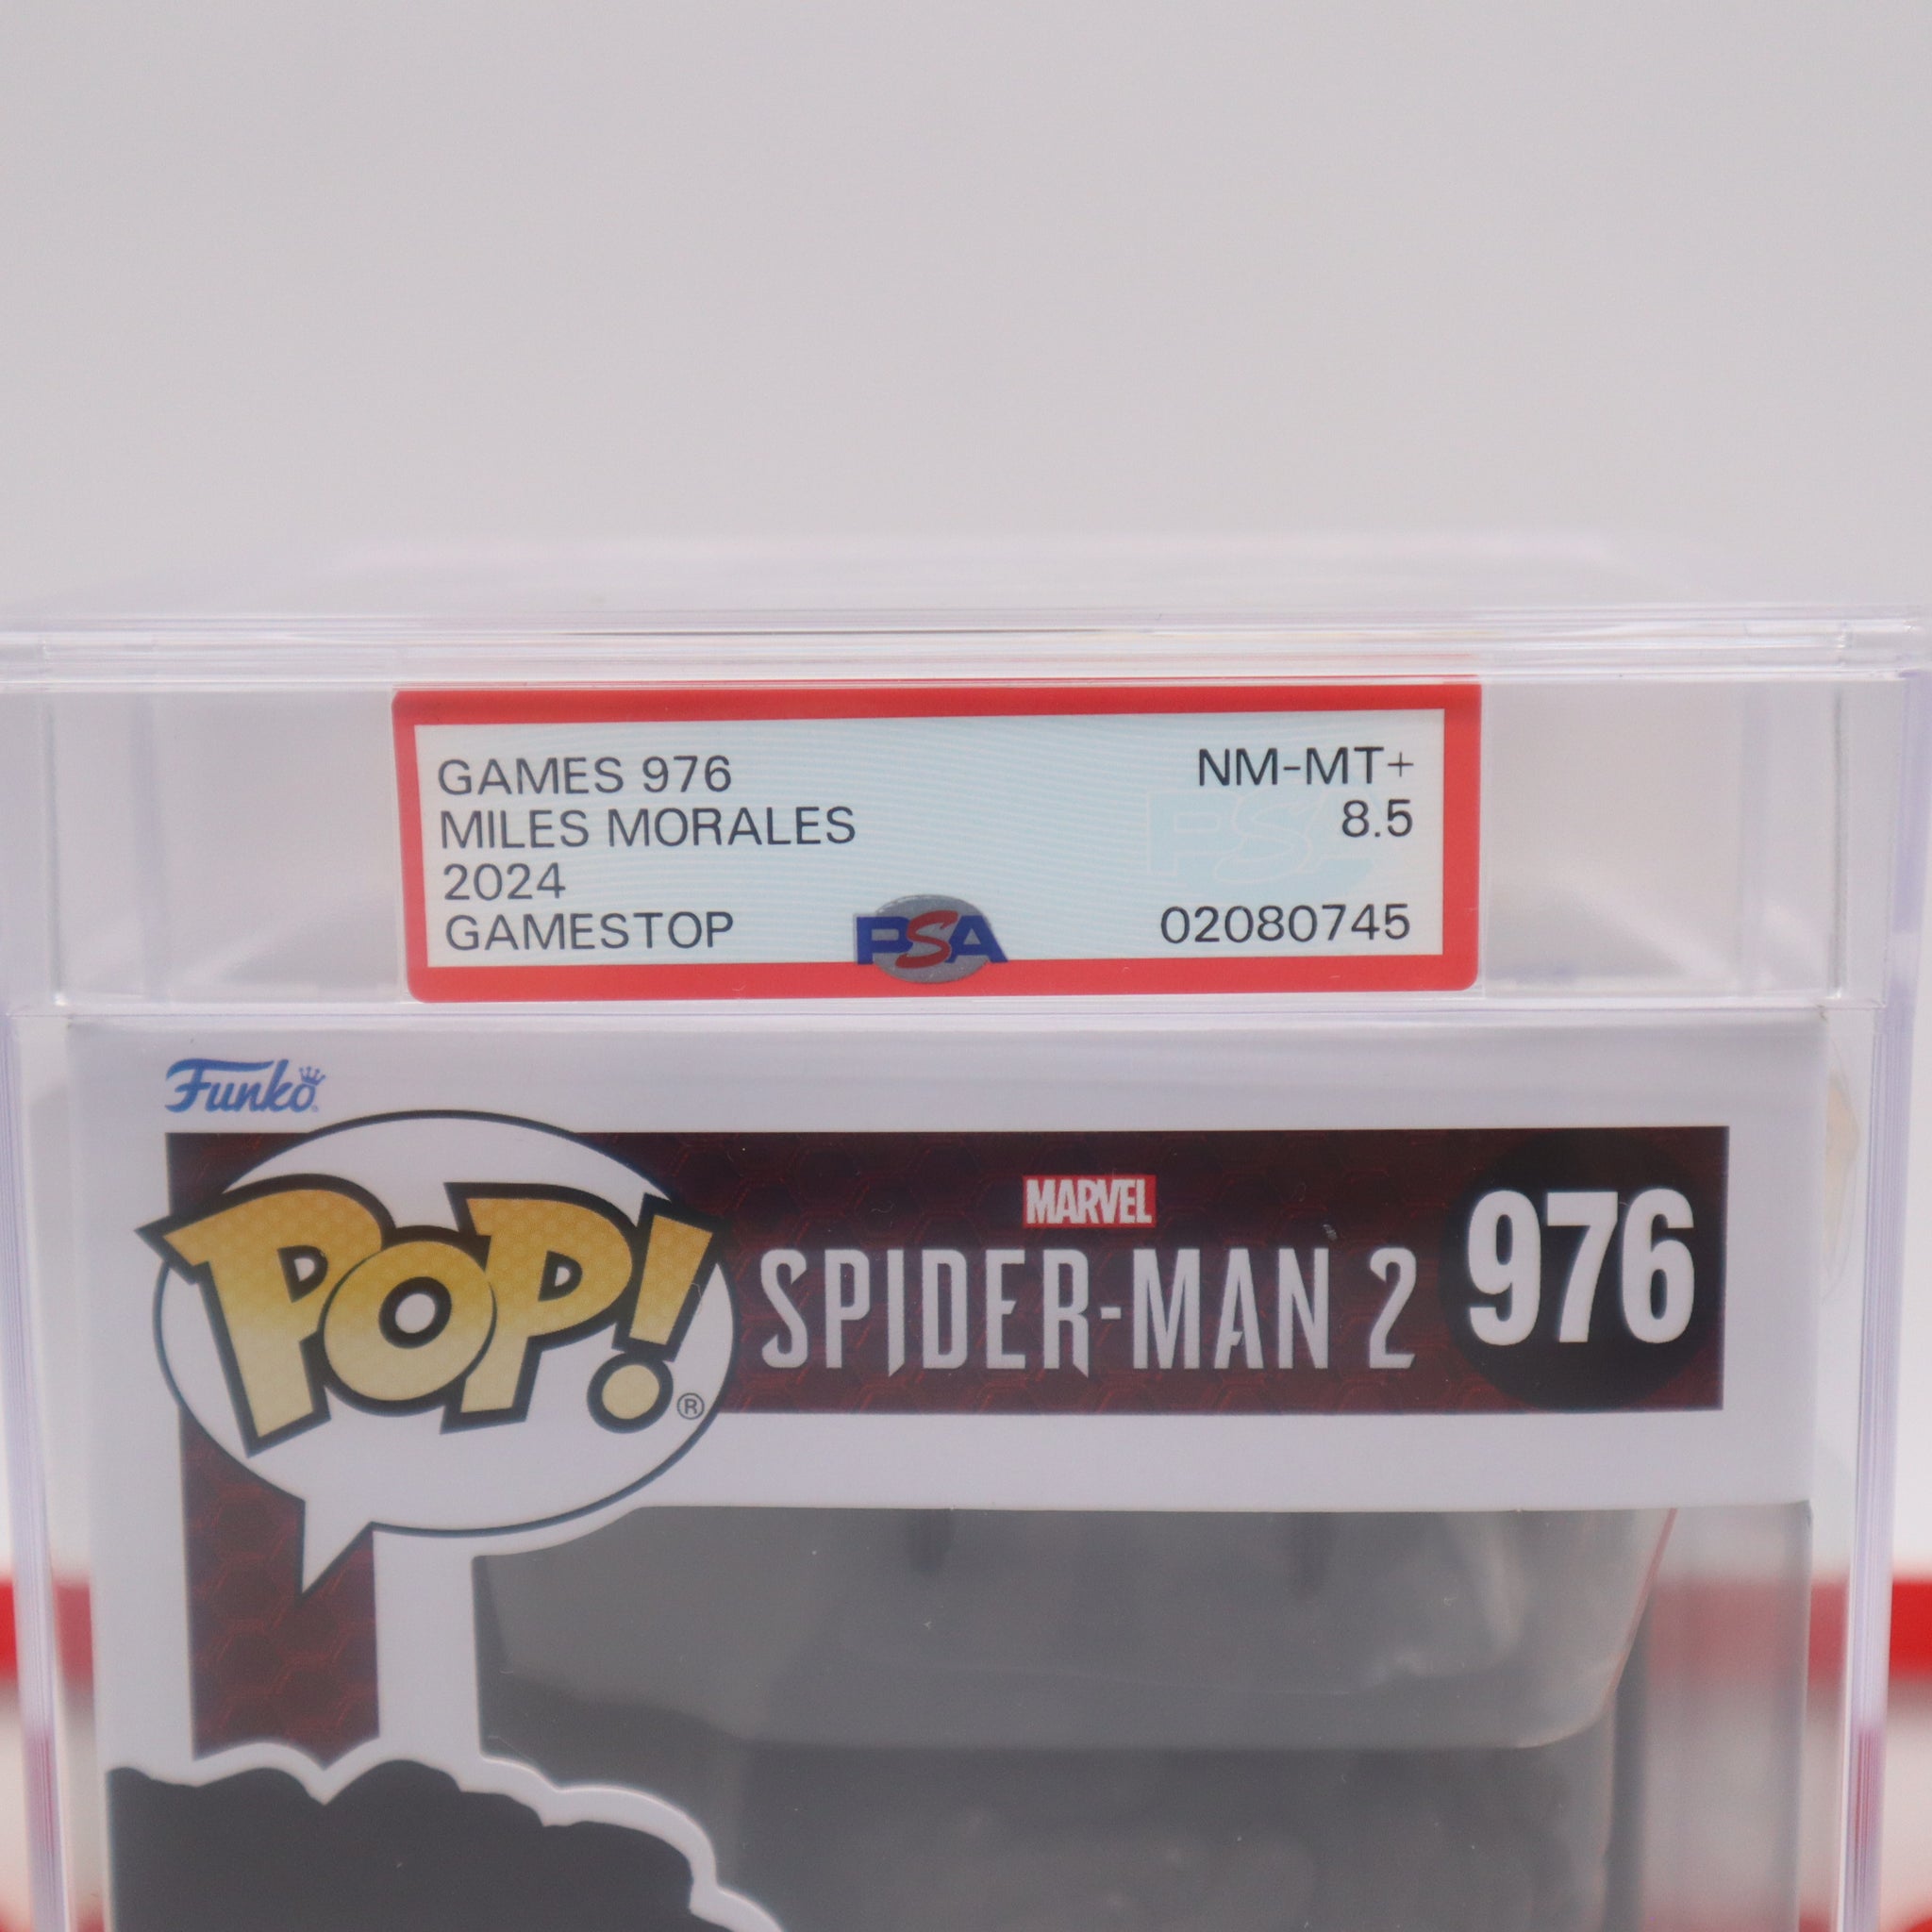 GAMES 976
MILES MORALES
2024
GAMESTOP
NM-MT+
8.5
02080745
PSA
PSA
Funko
POP!®
MARVEL
SPIDER-MAN 2
976